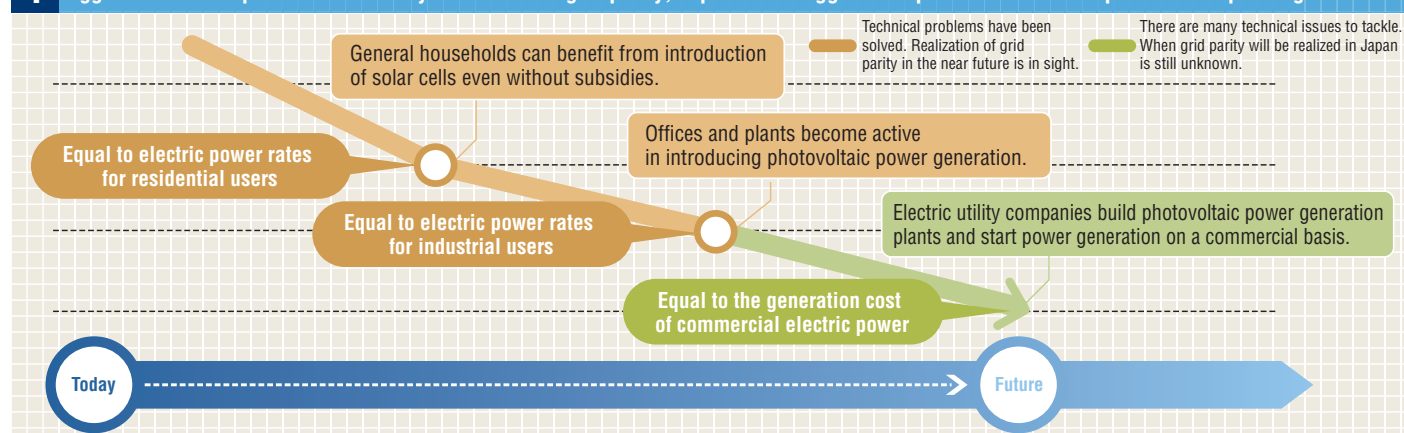 Technical problems have been
solved. Realization of grid
parity in the near future is in sight.
There are many technical issues to tackle.
When grid parity will be realized in Japan
is still unknown.
General households can benefit from introduction
of solar cells even without subsidies.
Offices and plants become active
in introducing photovoltaic power generation.
Equal to electric power rates
for residential users
Electric utility companies build photovoltaic power generation
plants and start power generation on a commercial basis.
Equal to electric power rates
for industrial users
Equal to the generation cost
of commercial electric power
Today
Future